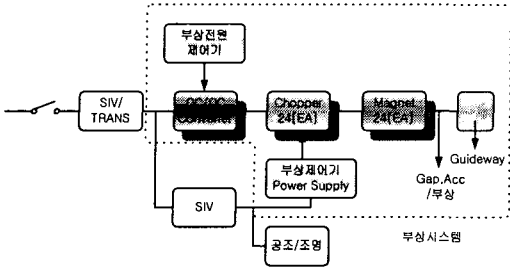 부상전원
제어기
SIV/
TRANS
DC/DC
Converter
Chopper
24[EA]
Magnet
24[EA]
Guideway
Gap,Acc
/부상
부상제어기
Power Supply
SIV
공조/조명
부상시스템